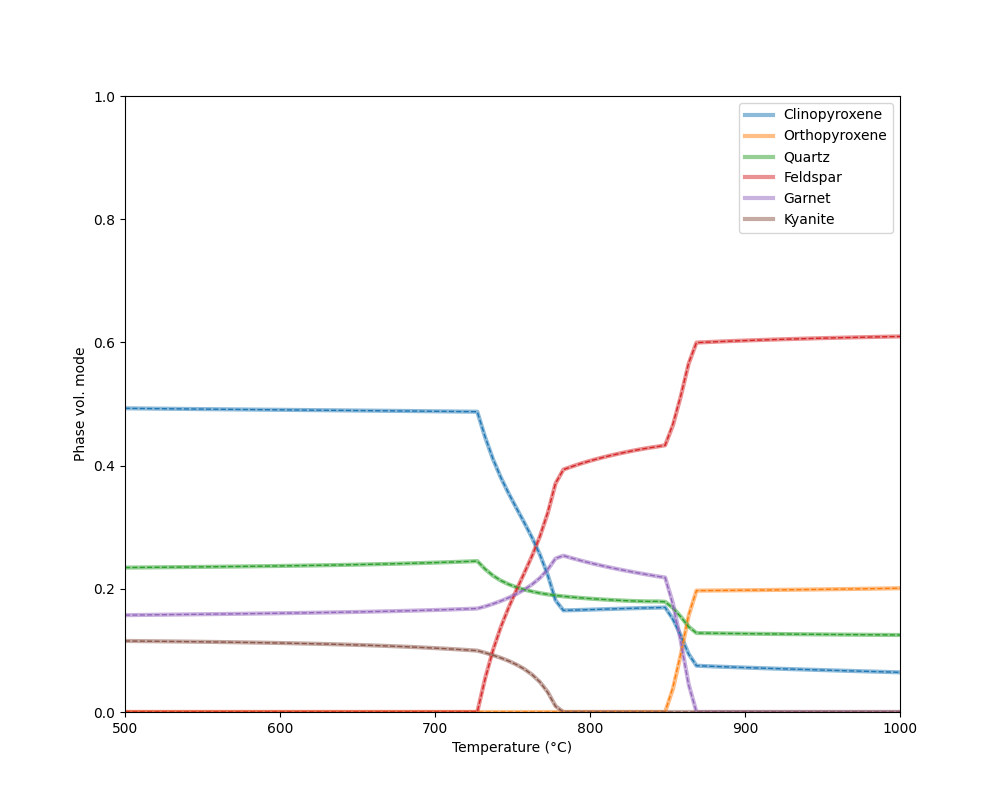 1.0
0.8
0.6
0.4
0.2
0.0
Phase vol. mode
500 600 700 800 900 1000
Temperature (°C)
Clinopyroxene
Orthopyroxene
Quartz
Feldspar
Garnet
Kyanite